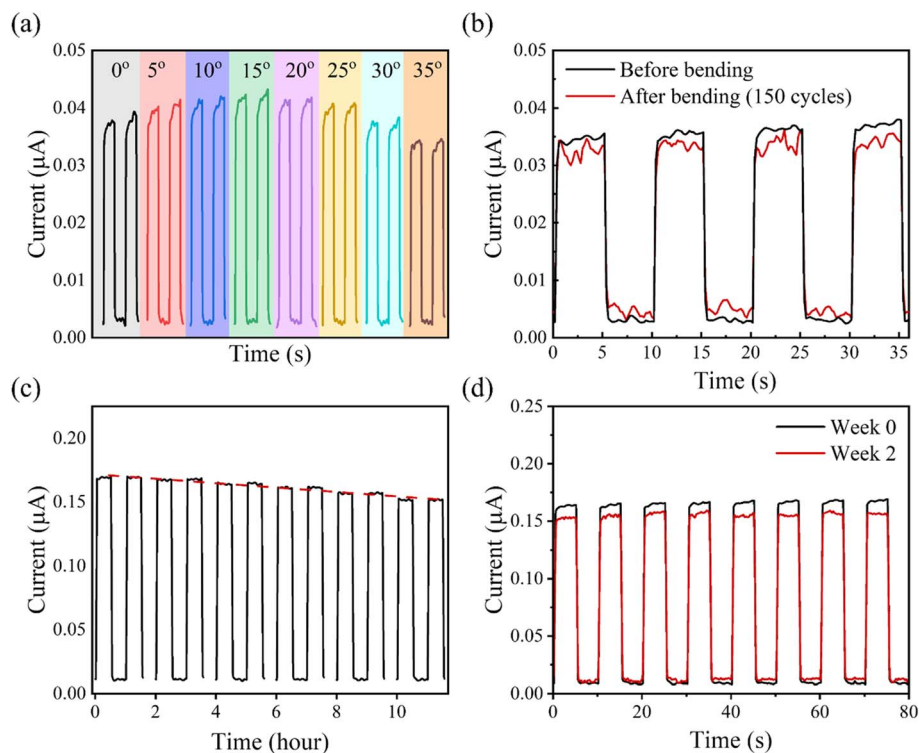 (a)
0° 5° 10° 15° 20° 25° 30° 35°
0.05
0.04
0.03
0.02
0.01
0.00
Current (μA)
Time (s)
(b)
Before bending
After bending (150 cycles)
0.05
0.04
0.03
0.02
0.01
0.00
Current (μA)
0 5 10 15 20 25 30 35
Time (s)
(c)
0.20
0.15
0.10
0.05
0.00
Current (μA)
0 2 4 6 8 10
Time (hour)
(d)
Week 0
Week 2
0.25
0.20
0.15
0.10
0.05
0.00
Current (μA)
0 20 40 60 80
Time (s)